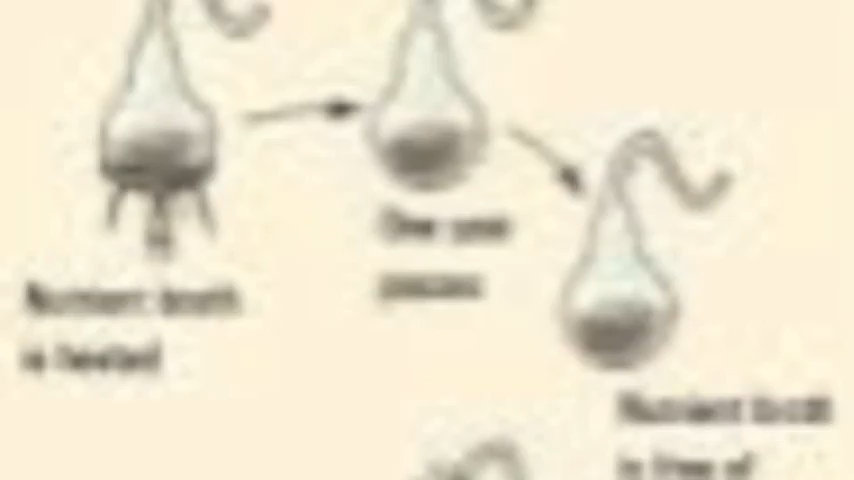 Nutrient broth
is heated
One year
passes
Nutrient broth
is free of